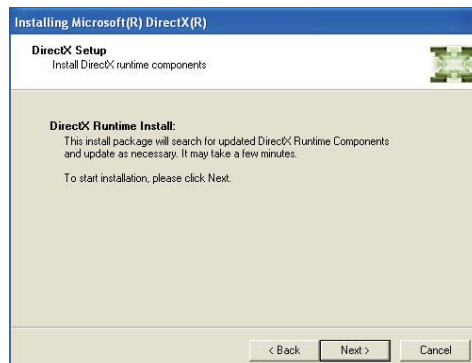 Installing Microsoft(R) DirectX(R)
DirectX Setup
Install DirectX runtime components
DirectX Runtime Install:
This install package will search for updated DirectX Runtime Components
and update as necessary. It may take a few minutes.
To start installation, please click Next.
< Back Next > Cancel